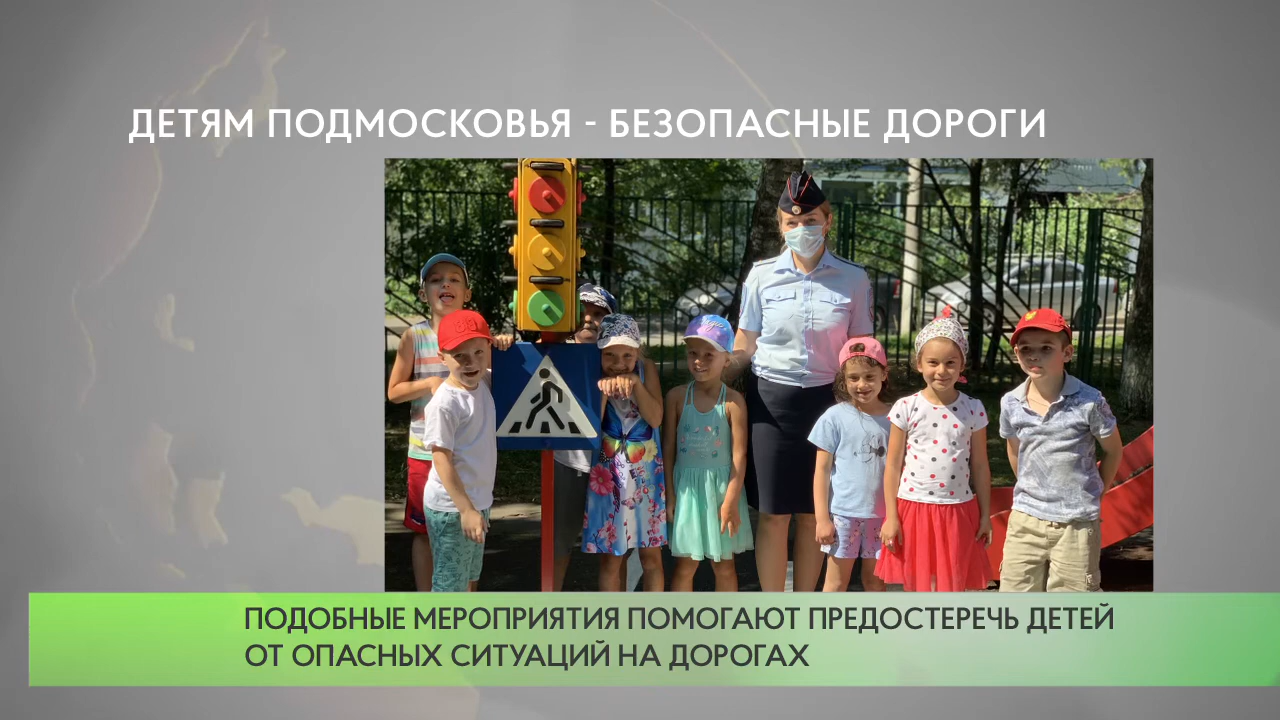 ДЕТЯМ ПОДМОСКОВЬЯ - БЕЗОПАСНЫЕ ДОРОГИ
ПОДОБНЫЕ МЕРОПРИЯТИЯ ПОМОГАЮТ ПРЕДОСТЕРЕЧЬ ДЕТЕЙ
ОТ ОПАСНЫХ СИТУАЦИЙ НА ДОРОГАХ